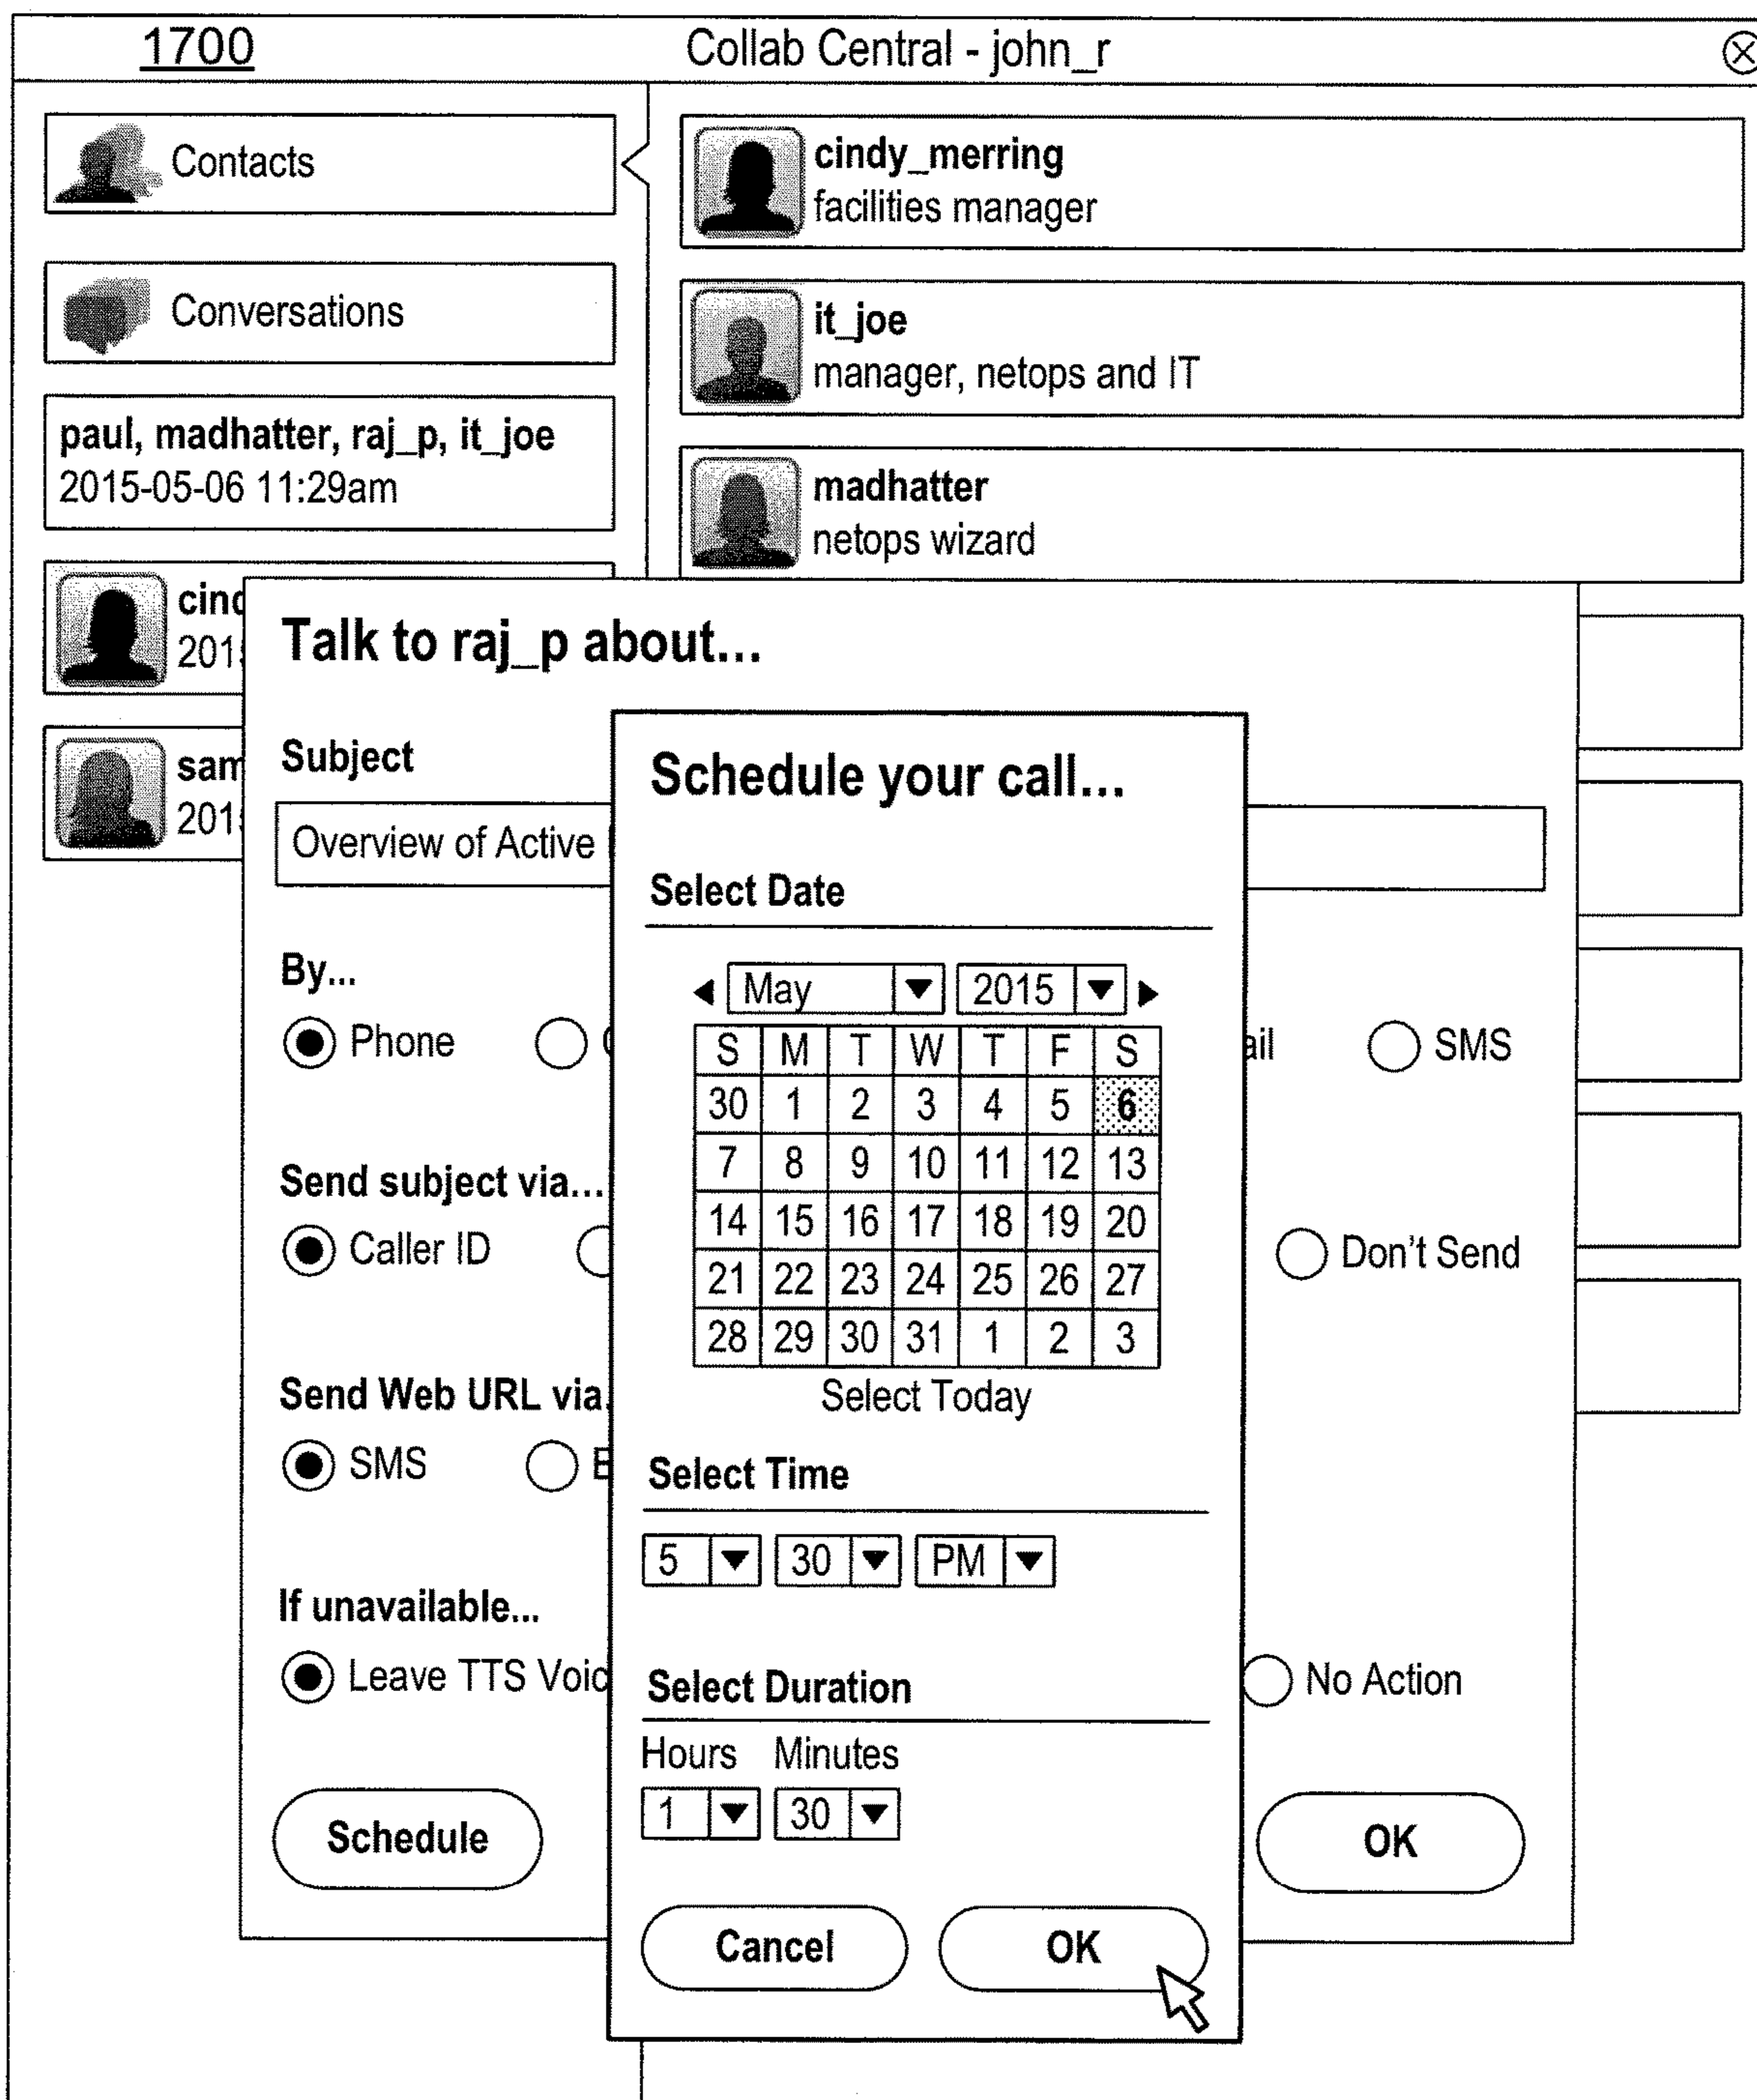 1700
Collab Central - john_r
Contacts
Conversations
paul, madhatter, raj_p, it_joe
2015-05-06 11:29am
cindy_merring
facilities manager
it_joe
manager, netops and IT
madhatter
netops wizard
Talk to raj_p about...
Subject
Overview of Active
By...
Phone
SMS
Send subject via...
Caller ID
Don't Send
Send Web URL via.
SMS
If unavailable...
Leave TTS
No Action
Schedule
OK
Schedule your call...
Select Date
May 2015
S M T W T F S
30 1 2 3 4 5 6
7 8 9 10 11 12 13
14 15 16 17 18 19 20
21 22 23 24 25 26 27
28 29 30 31 1 2 3
Select Today
Select Time
5 30 PM
Select Duration
Hours Minutes
1 30
Cancel OK